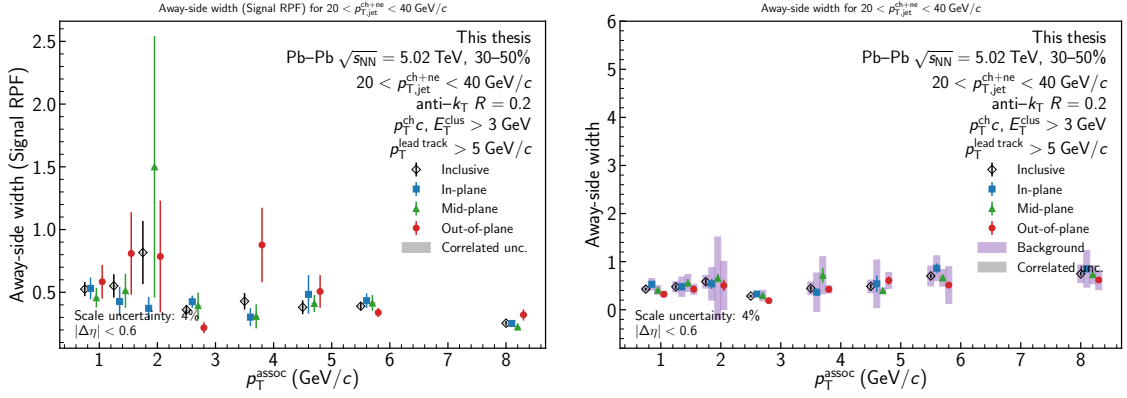 Away-side width (Signal RPF) for 20 < p_T,jet^ch+ne < 40 GeV/c
Away-side width (Signal RPF)
2.5
2.0
1.5
1.0
0.5
This thesis
Pb–Pb √s_NN = 5.02 TeV, 30–50%
20 < p_T,jet^ch+ne < 40 GeV/c
anti–k_T R = 0.2
p_T^ch c, E_T^clus > 3 GeV
p_T^lead track > 5 GeV/c
Inclusive
In-plane
Mid-plane
Out-of-plane
Correlated unc.
Scale uncertainty: 4%
|Δη| < 0.6
1 2 3 4 5 6 7 8
p_T^assoc (GeV/c)
Away-side width for 20 < p_T,jet^ch+ne < 40 GeV/c
Away-side width
6
5
4
3
2
1
0
This thesis
Pb–Pb √s_NN = 5.02 TeV, 30–50%
20 < p_T,jet^ch+ne < 40 GeV/c
anti–k_T R = 0.2
p_T^ch c, E_T^clus > 3 GeV
p_T^lead track > 5 GeV/c
Inclusive
In-plane
Mid-plane
Out-of-plane
Background
Correlated unc.
Scale uncertainty: 4%
|Δη| < 0.6
1 2 3 4 5 6 7 8
p_T^assoc (GeV/c)